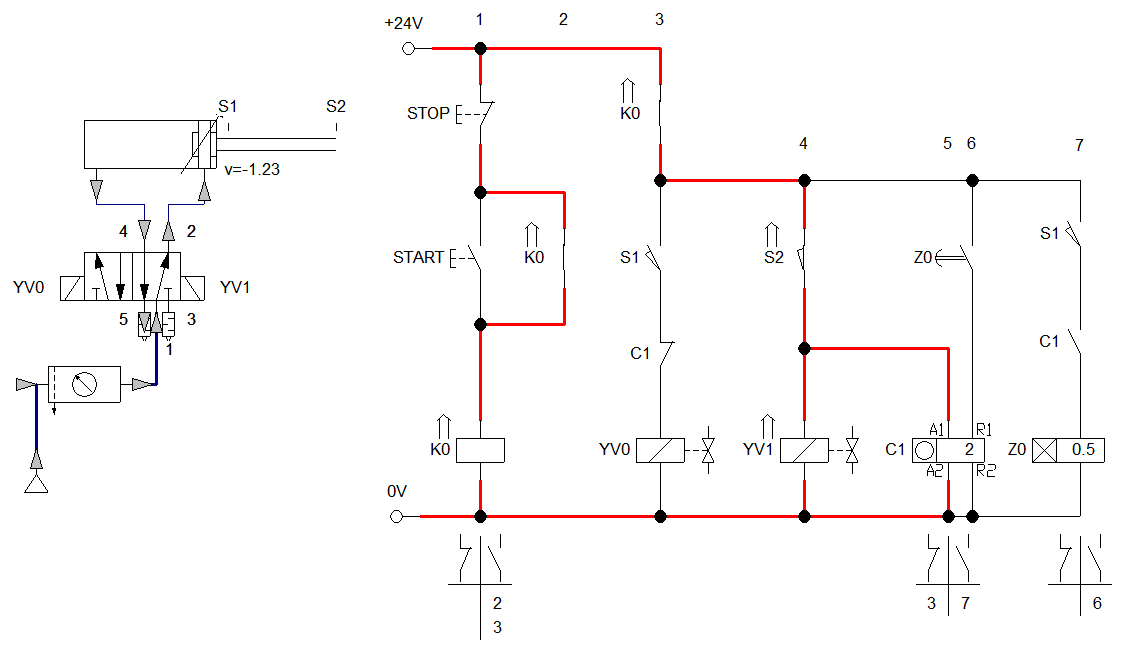 +24V 1 2 3
S1 S2
STOP K0
v=-1.23
4 5 6 7
4 2
START K0 S1 S2 Z0 S1
YV0 YV1
5 3
1
C1 C1
A1 R1
K0 YV0 YV1 C1 2 Z0 0.5
A2 R2
0V
2 3 7 6
3